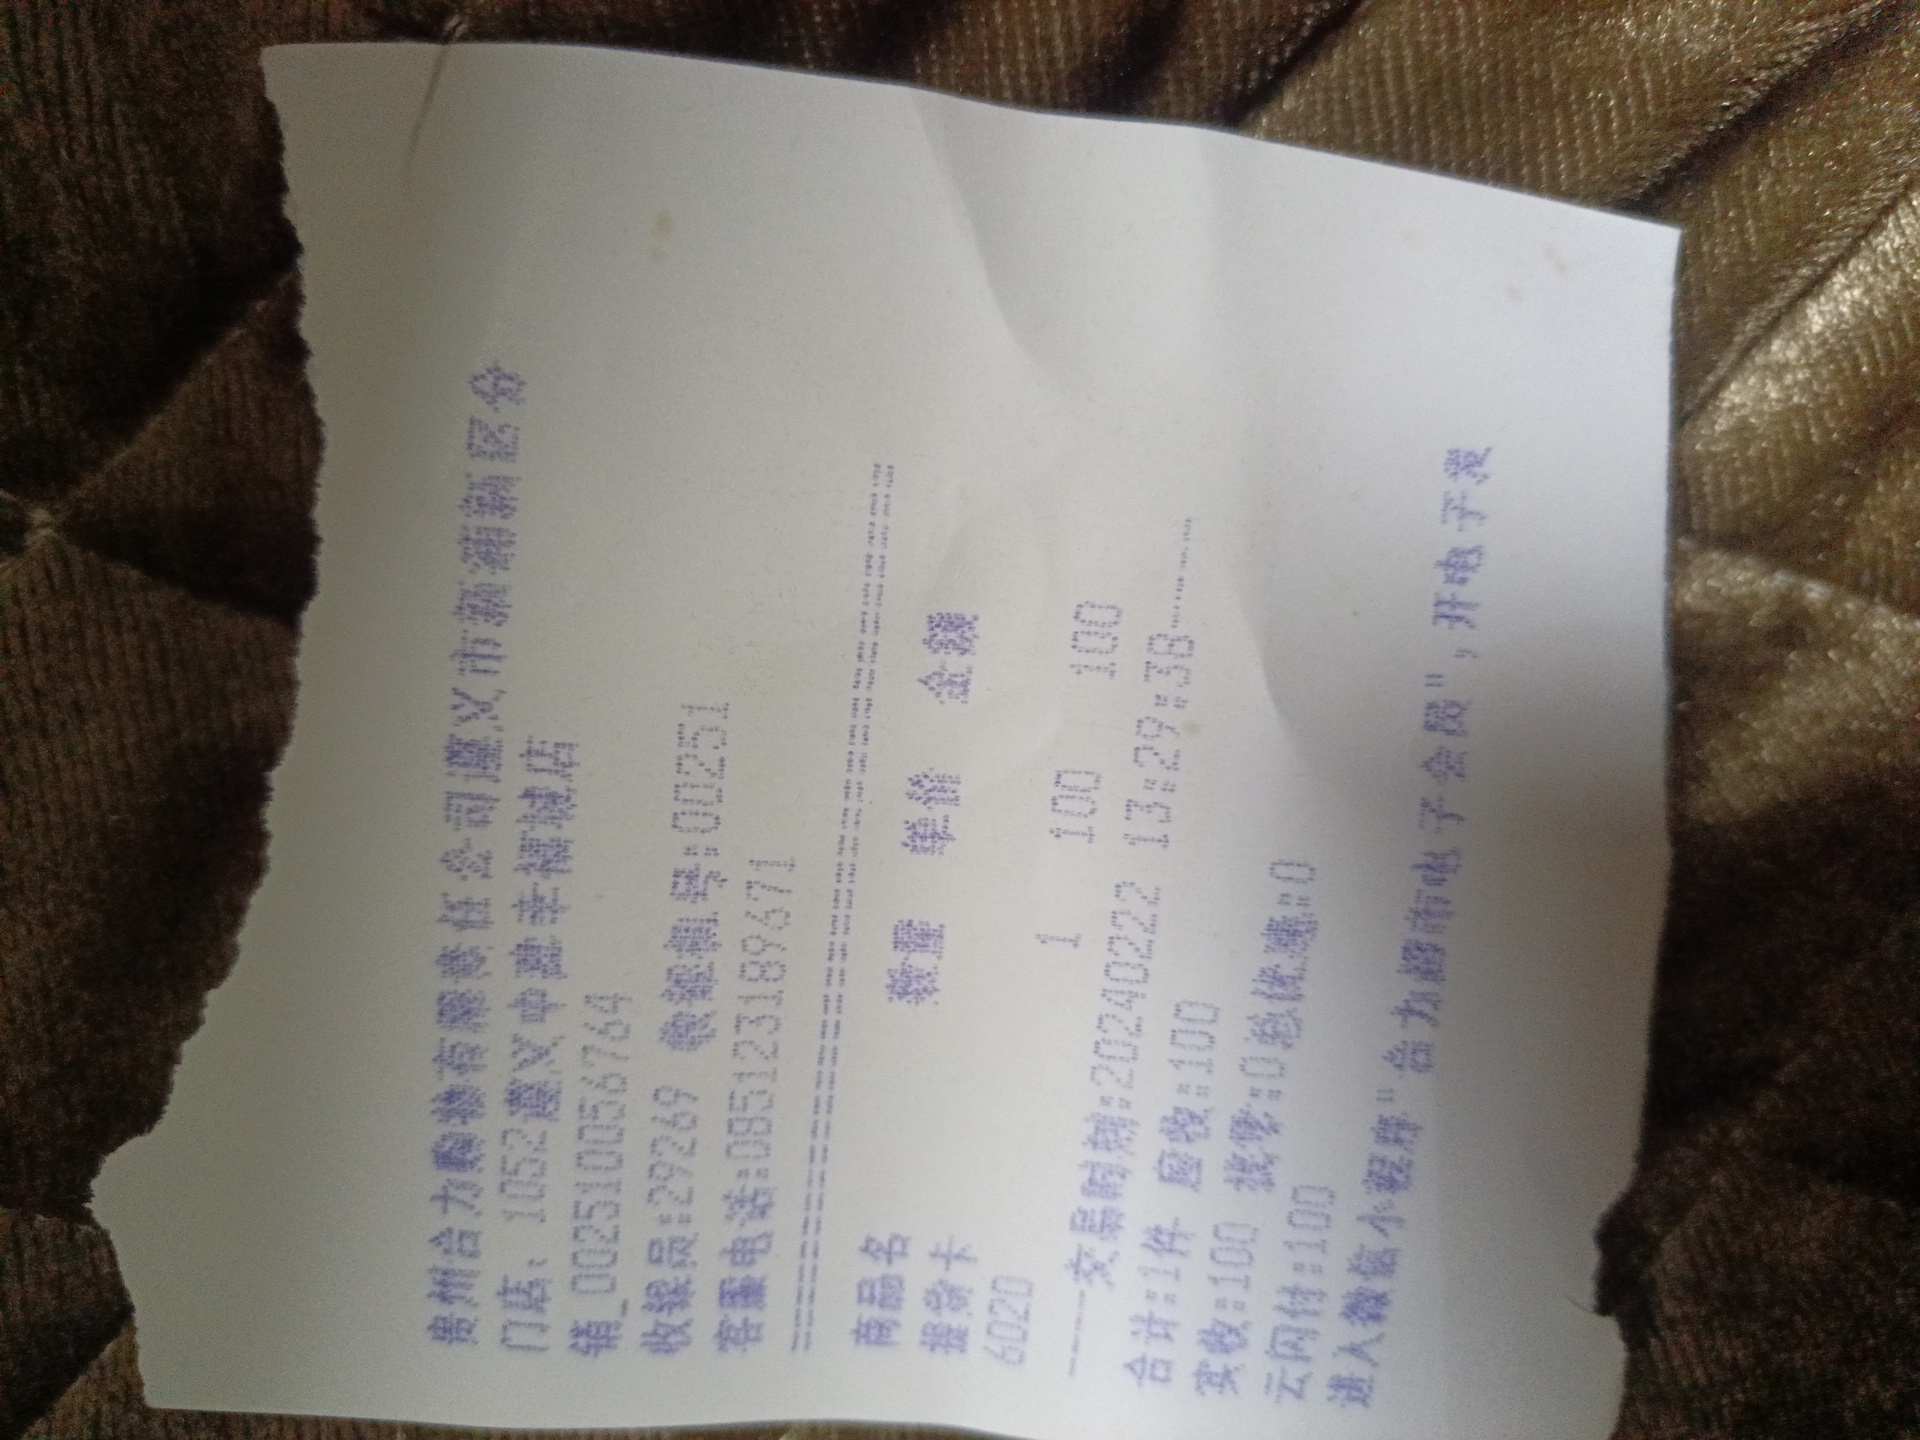 贵州合力购物有限责任公司遵义市新蒲新区分
门店：1052遵义中建幸福城店
销_002510056764
收银员:29269 收银机号:00251
客服电话:085123189671
================================
商品名 数量 单价 金额
提货卡
6020 1 100 100
----交易时刻:20240222 13:29:38----
合计:1件 应收:100
实收:100 找零:0总优惠:0
云闪付:100
进入微信小程序"合力超市电子会员",开电子发